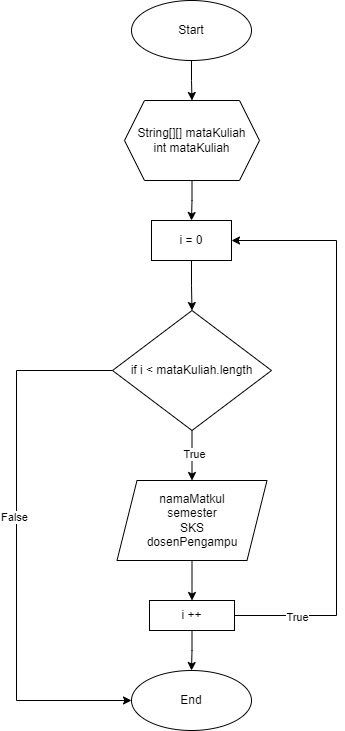 Start
String[][] mataKuliah
int mataKuliah
i = 0
if i < mataKuliah.length
True
namaMatkul
semester
SKS
dosenPengampu
False
i ++
True
End